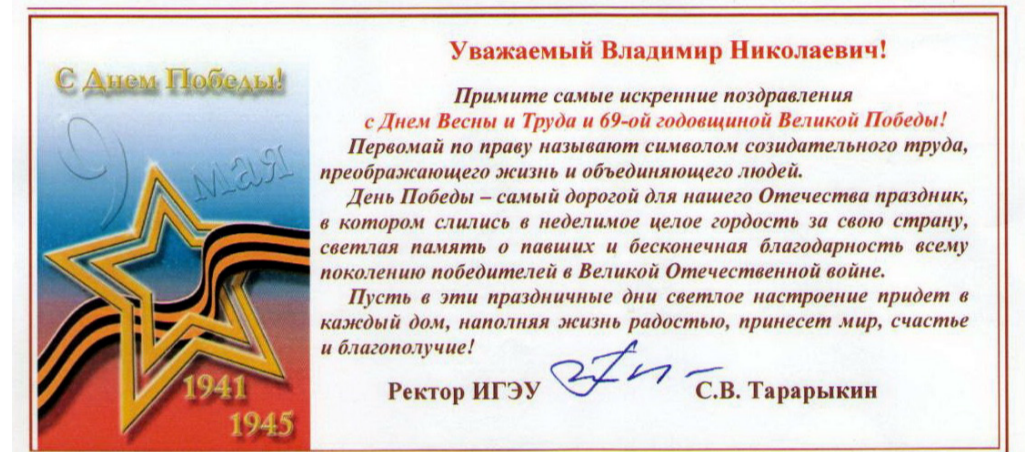 С Днем Победы!
9 мая
1941
1945
Уважаемый Владимир Николаевич!
Примите самые искренние поздравления
с Днем Весны и Труда и 69-ой годовщиной Великой Победы!
Первомай по праву называют символом созидательного труда,
преображающего жизнь и объединяющего людей.
День Победы – самый дорогой для нашего Отечества праздник,
в котором слились в неделимое целое гордость за свою страну,
светлая память о павших и бесконечная благодарность всему
поколению победителей в Великой Отечественной войне.
Пусть в эти праздничные дни светлое настроение придет в
каждый дом, наполняя жизнь радостью, принесет мир, счастье
и благополучие!
Ректор ИГЭУ С.В. Тарарыкин